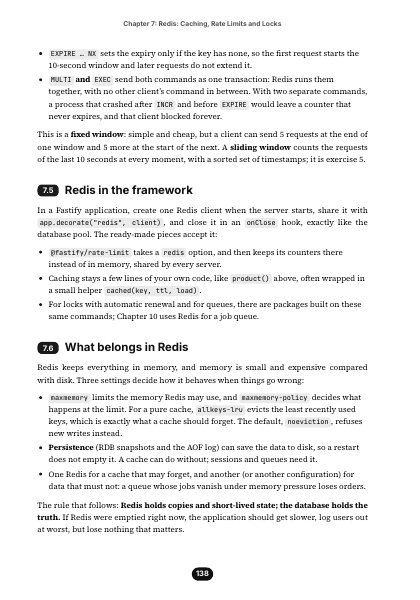 Chapter 7: Redis: Caching, Rate Limits and Locks
• EXPIRE … NX sets the expiry only if the key has none, so the first request starts the
10-second window and later requests do not extend it.
• MULTI and EXEC send both commands as one transaction: Redis runs them
together, with no other client's command in between. With two separate commands,
a process that crashed after INCR and before EXPIRE would leave a counter that
never expires, and that client blocked forever.
This is a fixed window: simple and cheap, but a client can send 5 requests at the end of
one window and 5 more at the start of the next. A sliding window counts the requests
of the last 10 seconds at every moment, with a sorted set of timestamps; it is exercise 5.
7.5 Redis in the framework
In a Fastify application, create one Redis client when the server starts, share it with
app.decorate("redis", client), and close it in an onClose hook, exactly like the
database pool. The ready-made pieces accept it:
• @fastify/rate-limit takes a redis option, and then keeps its counters there
instead of in memory, shared by every server.
• Caching stays a few lines of your own code, like product() above, often wrapped in
a small helper cached(key, ttl, load).
• For locks with automatic renewal and for queues, there are packages built on these
same commands; Chapter 10 uses Redis for a job queue.
7.6 What belongs in Redis
Redis keeps everything in memory, and memory is small and expensive compared
with disk. Three settings decide how it behaves when things go wrong:
• maxmemory limits the memory Redis may use, and maxmemory-policy decides what
happens at the limit. For a pure cache, allkeys-lru evicts the least recently used
keys, which is exactly what a cache should forget. The default, noeviction, refuses
new writes instead.
• Persistence (RDB snapshots and the AOF log) can save the data to disk, so a restart
does not empty it. A cache can do without; sessions and queues need it.
• One Redis for a cache that may forget, and another (or another configuration) for
data that must not: a queue whose jobs vanish under memory pressure loses orders.
The rule that follows: Redis holds copies and short-lived state; the database holds the
truth. If Redis were emptied right now, the application should get slower, log users out
at worst, but lose nothing that matters.
138